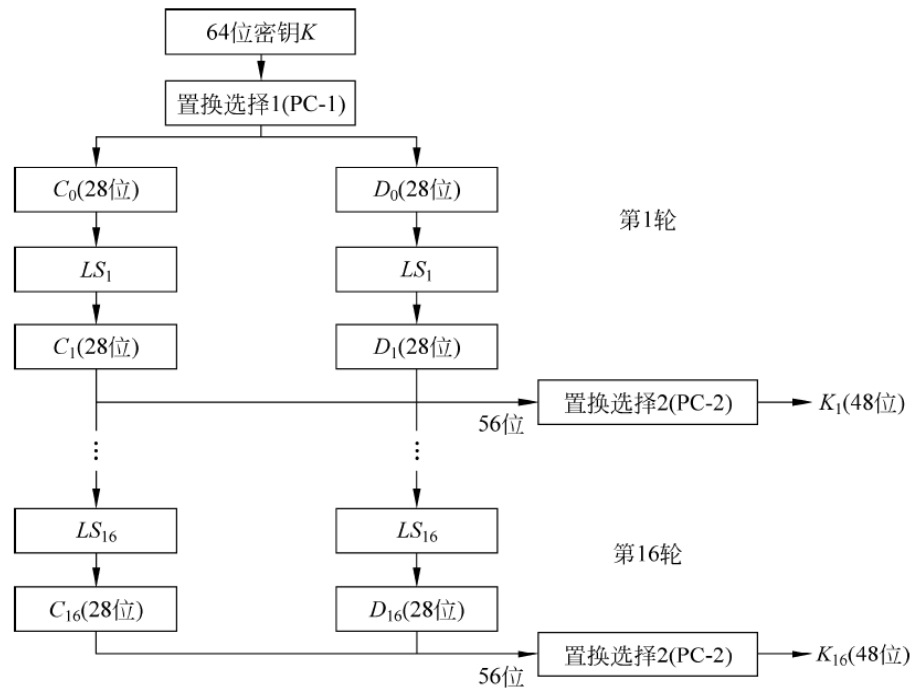 64位密钥K
置换选择1(PC-1)
C₀(28位)
D₀(28位)
第1轮
LS₁
LS₁
C₁(28位)
D₁(28位)
置换选择2(PC-2)
K₁(48位)
56位
⋮
⋮
LS₁₆
LS₁₆
第16轮
C₁₆(28位)
D₁₆(28位)
置换选择2(PC-2)
K₁₆(48位)
56位